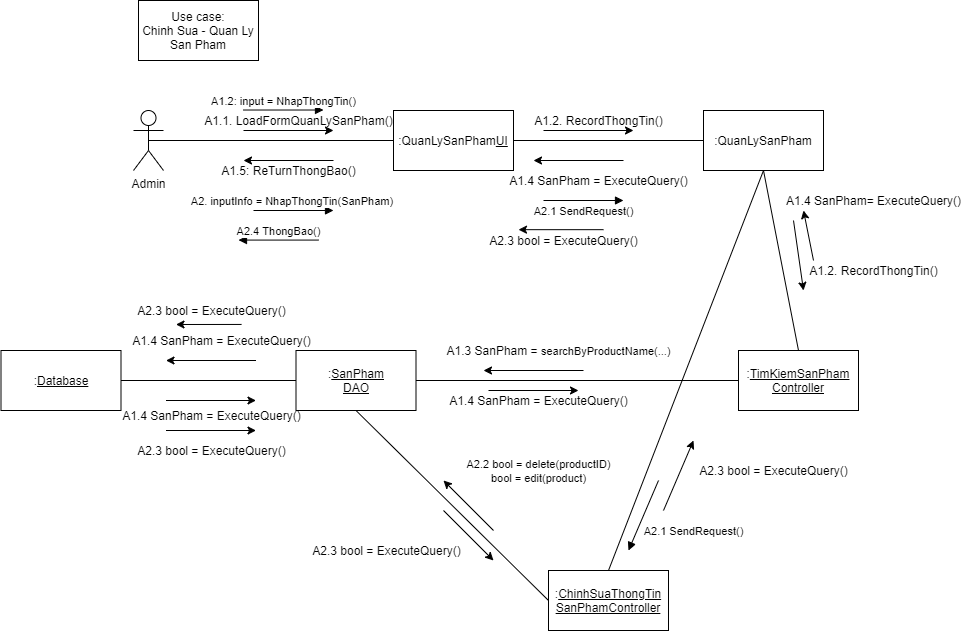 Use case:
Chinh Sua - Quan Ly
San Pham
A1.2: input = NhapThongTin()
A1.1. LoadFormQuanLySanPham()
:QuanLySanPhamUI
A1.2. RecordThongTin()
:QuanLySanPham
A1.5: ReTurnThongBao()
Admin
A1.4 SanPham = ExecuteQuery()
A2. inputInfo = NhapThongTin(SanPham)
A2.1 SendRequest()
A1.4 SanPham= ExecuteQuery()
A2.4 ThongBao()
A2.3 bool = ExecuteQuery()
A1.2. RecordThongTin()
A2.3 bool = ExecuteQuery()
A1.4 SanPham = ExecuteQuery()
A1.3 SanPham = searchByProductName(...)
:Database
:SanPham
DAO
:TimKiemSanPham
Controller
A1.4 SanPham = ExecuteQuery()
A1.4 SanPham = ExecuteQuery()
A2.3 bool = ExecuteQuery()
A2.2 bool = delete(productID)
bool = edit(product)
A2.3 bool = ExecuteQuery()
A2.1 SendRequest()
A2.3 bool = ExecuteQuery()
:ChinhSuaThongTin
SanPhamController